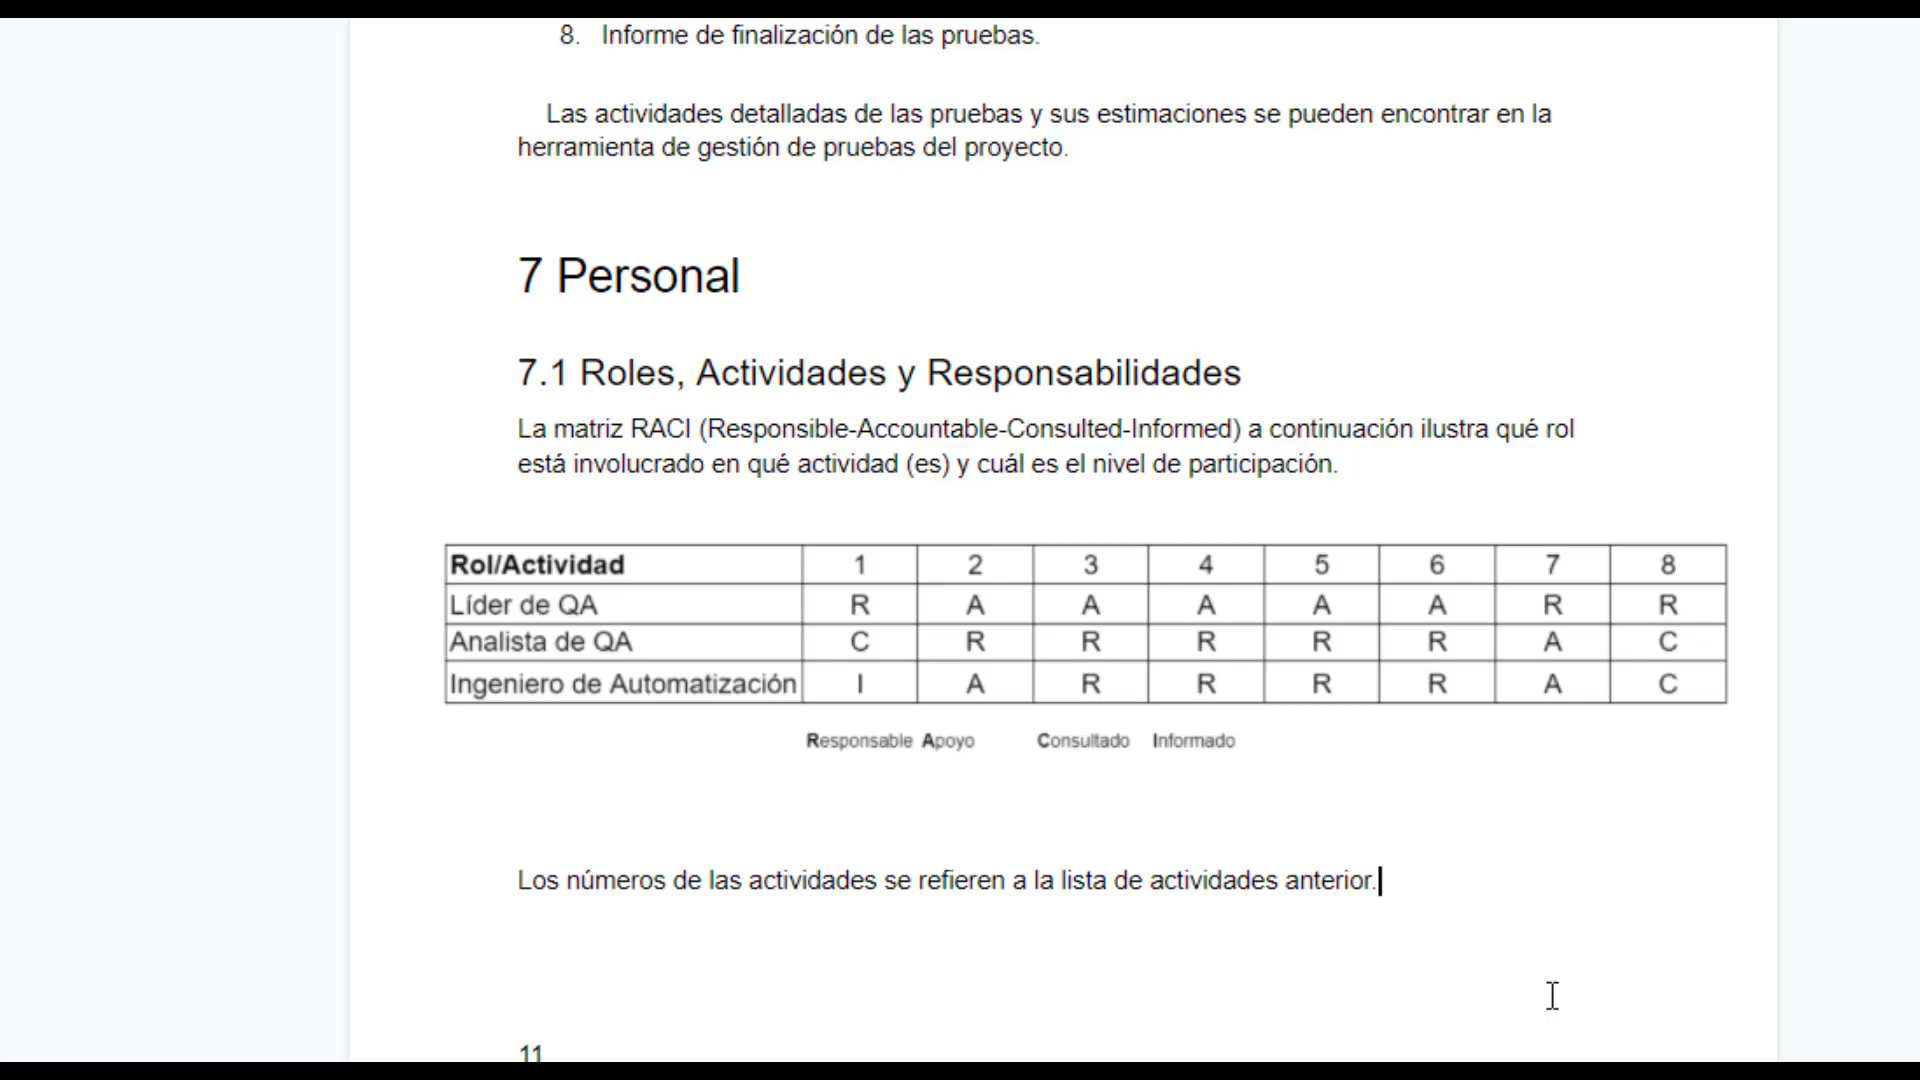 8. Informe de finalización de las pruebas.
Las actividades detalladas de las pruebas y sus estimaciones se pueden encontrar en la
herramienta de gestión de pruebas del proyecto.
7 Personal
7.1 Roles, Actividades y Responsabilidades
La matriz RACI (Responsible-Accountable-Consulted-Informed) a continuación ilustra qué rol
está involucrado en qué actividad (es) y cuál es el nivel de participación.
Rol/Actividad 1 2 3 4 5 6 7 8
Líder de QA R A A A A A R R
Analista de QA C R R R R R A C
Ingeniero de Automatización I A R R R R A C
Responsable Apoyo Consultado Informado
Los números de las actividades se refieren a la lista de actividades anterior.
11